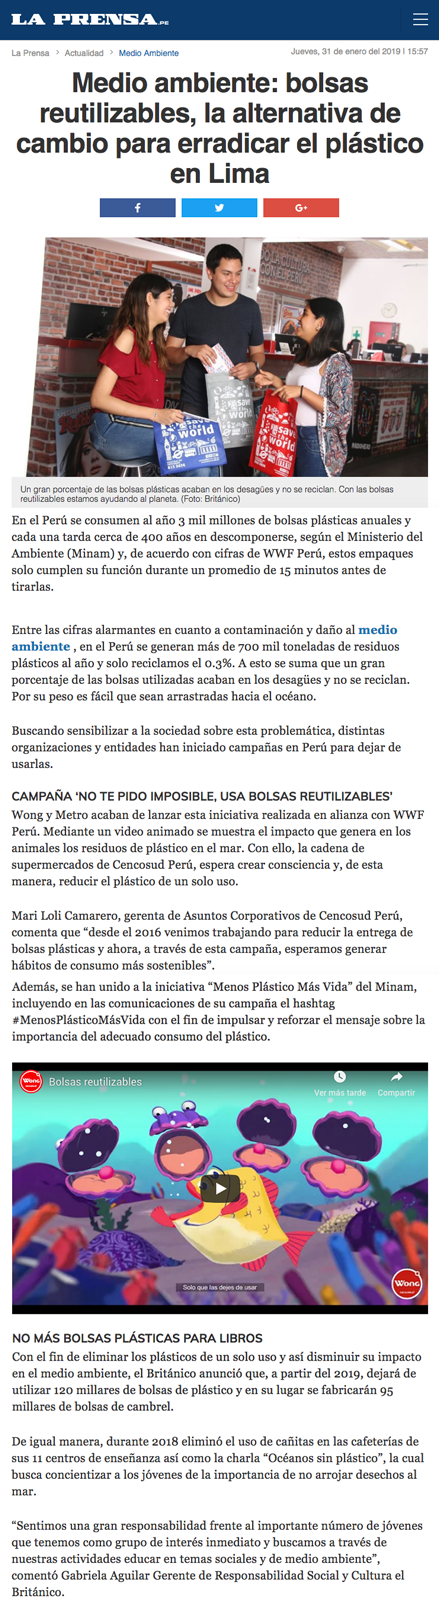 LA PRENSA.PE
La Prensa > Actualidad > Medio Ambiente
Jueves, 31 de enero del 2019 | 15:57
Medio ambiente: bolsas
reutilizables, la alternativa de
cambio para erradicar el plástico
en Lima
Un gran porcentaje de las bolsas plásticas acaban en los desagües y no se reciclan. Con las bolsas
reutilizables estamos ayudando al planeta. (Foto: Británico)
En el Perú se consumen al año 3 mil millones de bolsas plásticas anuales y
cada una tarda cerca de 400 años en descomponerse, según el Ministerio del
Ambiente (Minam) y, de acuerdo con cifras de WWF Perú, estos empaques
solo cumplen su función durante un promedio de 15 minutos antes de
tirarlas.
Entre las cifras alarmantes en cuanto a contaminación y daño al medio
ambiente , en el Perú se generan más de 700 mil toneladas de residuos
plásticos al año y solo reciclamos el 0.3%. A esto se suma que un gran
porcentaje de las bolsas utilizadas acaban en los desagües y no se reciclan.
Por su peso es fácil que sean arrastradas hacia el océano.
Buscando sensibilizar a la sociedad sobre esta problemática, distintas
organizaciones y entidades han iniciado campañas en Perú para dejar de
usarlas.
CAMPAÑA ‘NO TE PIDO IMPOSIBLE, USA BOLSAS REUTILIZABLES’
Wong y Metro acaban de lanzar esta iniciativa realizada en alianza con WWF
Perú. Mediante un video animado se muestra el impacto que genera en los
animales los residuos de plástico en el mar. Con ello, la cadena de
supermercados de Cencosud Perú, espera crear consciencia y, de esta
manera, reducir el plástico de un solo uso.
Mari Loli Camarero, gerenta de Asuntos Corporativos de Cencosud Perú,
comenta que “desde el 2016 venimos trabajando para reducir la entrega de
bolsas plásticas y ahora, a través de esta campaña, esperamos generar
hábitos de consumo más sostenibles”.
Además, se han unido a la iniciativa “Menos Plástico Más Vida” del Minam,
incluyendo en las comunicaciones de su campaña el hashtag
#MenosPlásticoMásVida con el fin de impulsar y reforzar el mensaje sobre la
importancia del adecuado consumo del plástico.
WONG Bolsas reutilizables
Ver más tarde Compartir
Solo que las dejes de usar
WONG
NO MÁS BOLSAS PLÁSTICAS PARA LIBROS
Con el fin de eliminar los plásticos de un solo uso y así disminuir su impacto
en el medio ambiente, el Británico anunció que, a partir del 2019, dejará de
utilizar 120 millares de bolsas de plástico y en su lugar se fabricarán 95
millares de bolsas de cambrel.
De igual manera, durante 2018 eliminó el uso de cañitas en las cafeterías de
sus 11 centros de enseñanza así como la charla “Océanos sin plástico”, la cual
busca concientizar a los jóvenes de la importancia de no arrojar desechos al
mar.
“Sentimos una gran responsabilidad frente al importante número de jóvenes
que tenemos como grupo de interés inmediato y buscamos a través de
nuestras actividades educar en temas sociales y de medio ambiente”,
comentó Gabriela Aguilar Gerente de Responsabilidad Social y Cultura el
Británico.